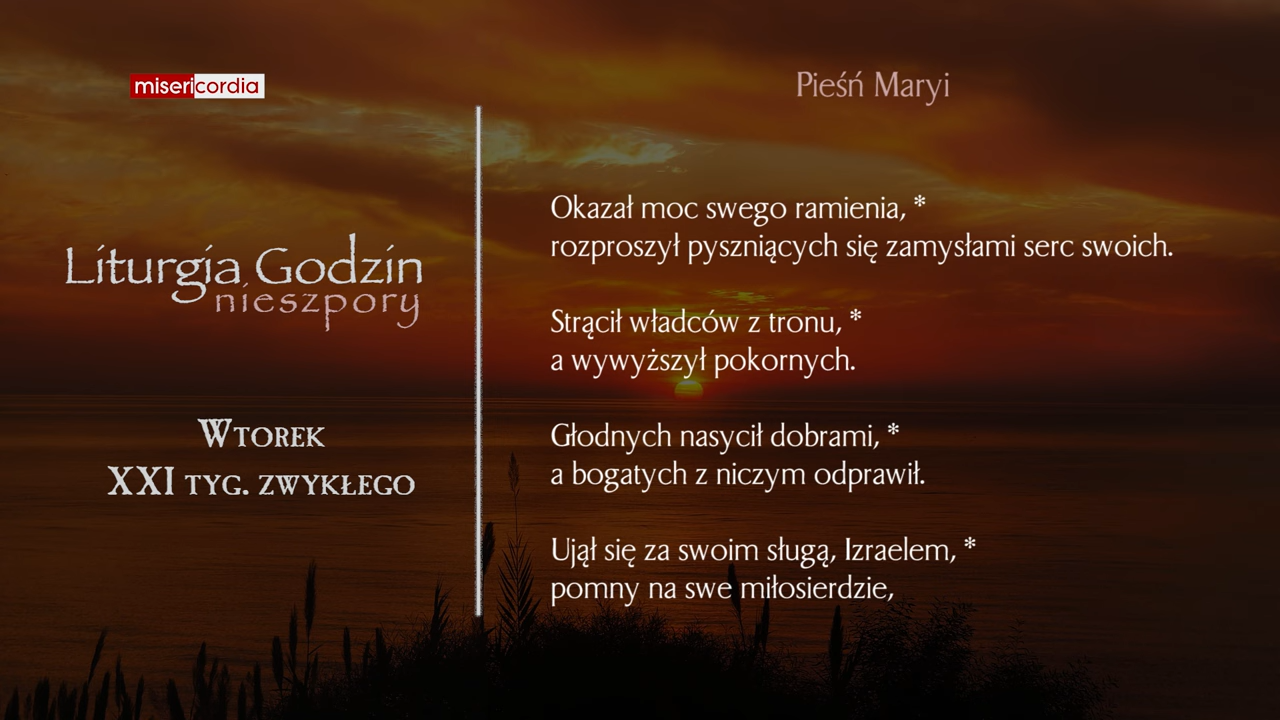 misericordia
Pieśń Maryi
Liturgia Godzin
nieszpory
Wtorek
XXI tyg. zwykłego
Okazał moc swego ramienia, *
rozproszył pyszniących się zamysłami serc swoich.
Strącił władców z tronu, *
a wywyższył pokornych.
Głodnych nasycił dobrami, *
a bogatych z niczym odprawił.
Ujął się za swoim sługą, Izraelem, *
pomny na swe miłosierdzie,